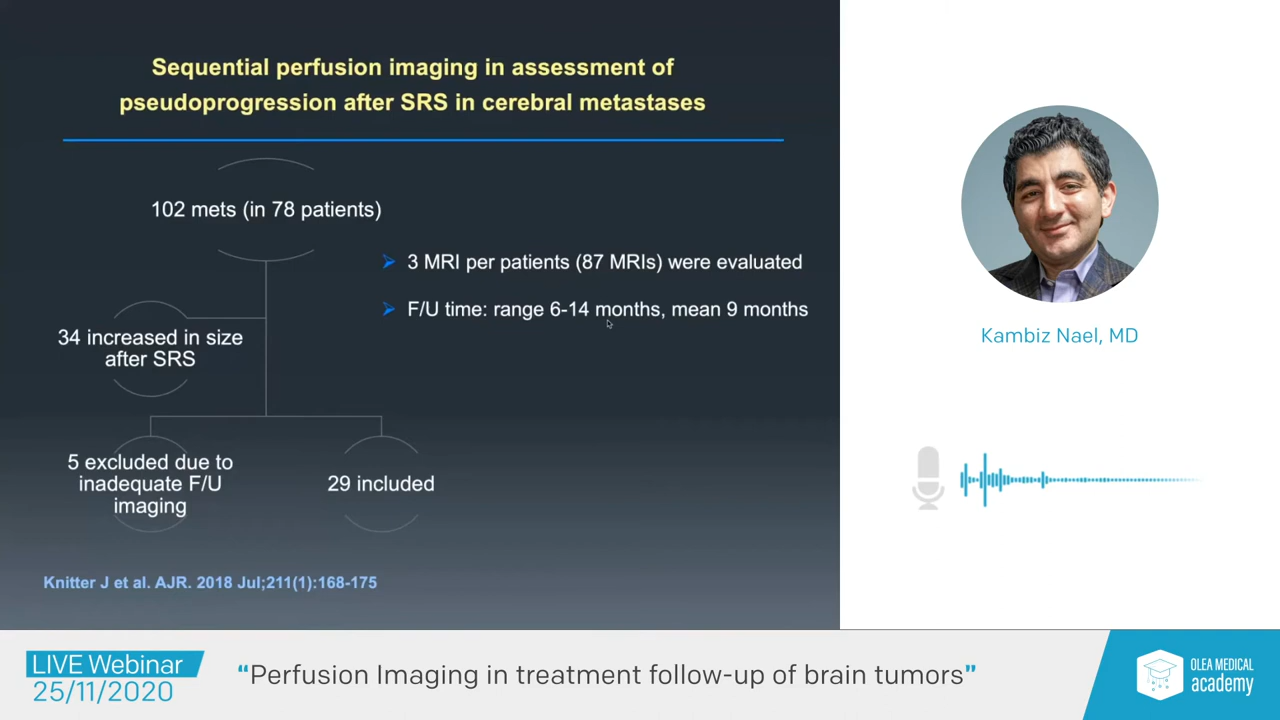 Sequential perfusion imaging in assessment of
pseudoprogression after SRS in cerebral metastases
102 mets (in 78 patients)
3 MRI per patients (87 MRIs) were evaluated
F/U time: range 6-14 months, mean 9 months
34 increased in size
after SRS
5 excluded due to
inadequate F/U
imaging
29 included
Knitter J et al. AJR. 2018 Jul;211(1):168-175
Kambiz Nael, MD
LIVE Webinar
25/11/2020
“Perfusion Imaging in treatment follow-up of brain tumors”
OLEA MEDICAL
academy